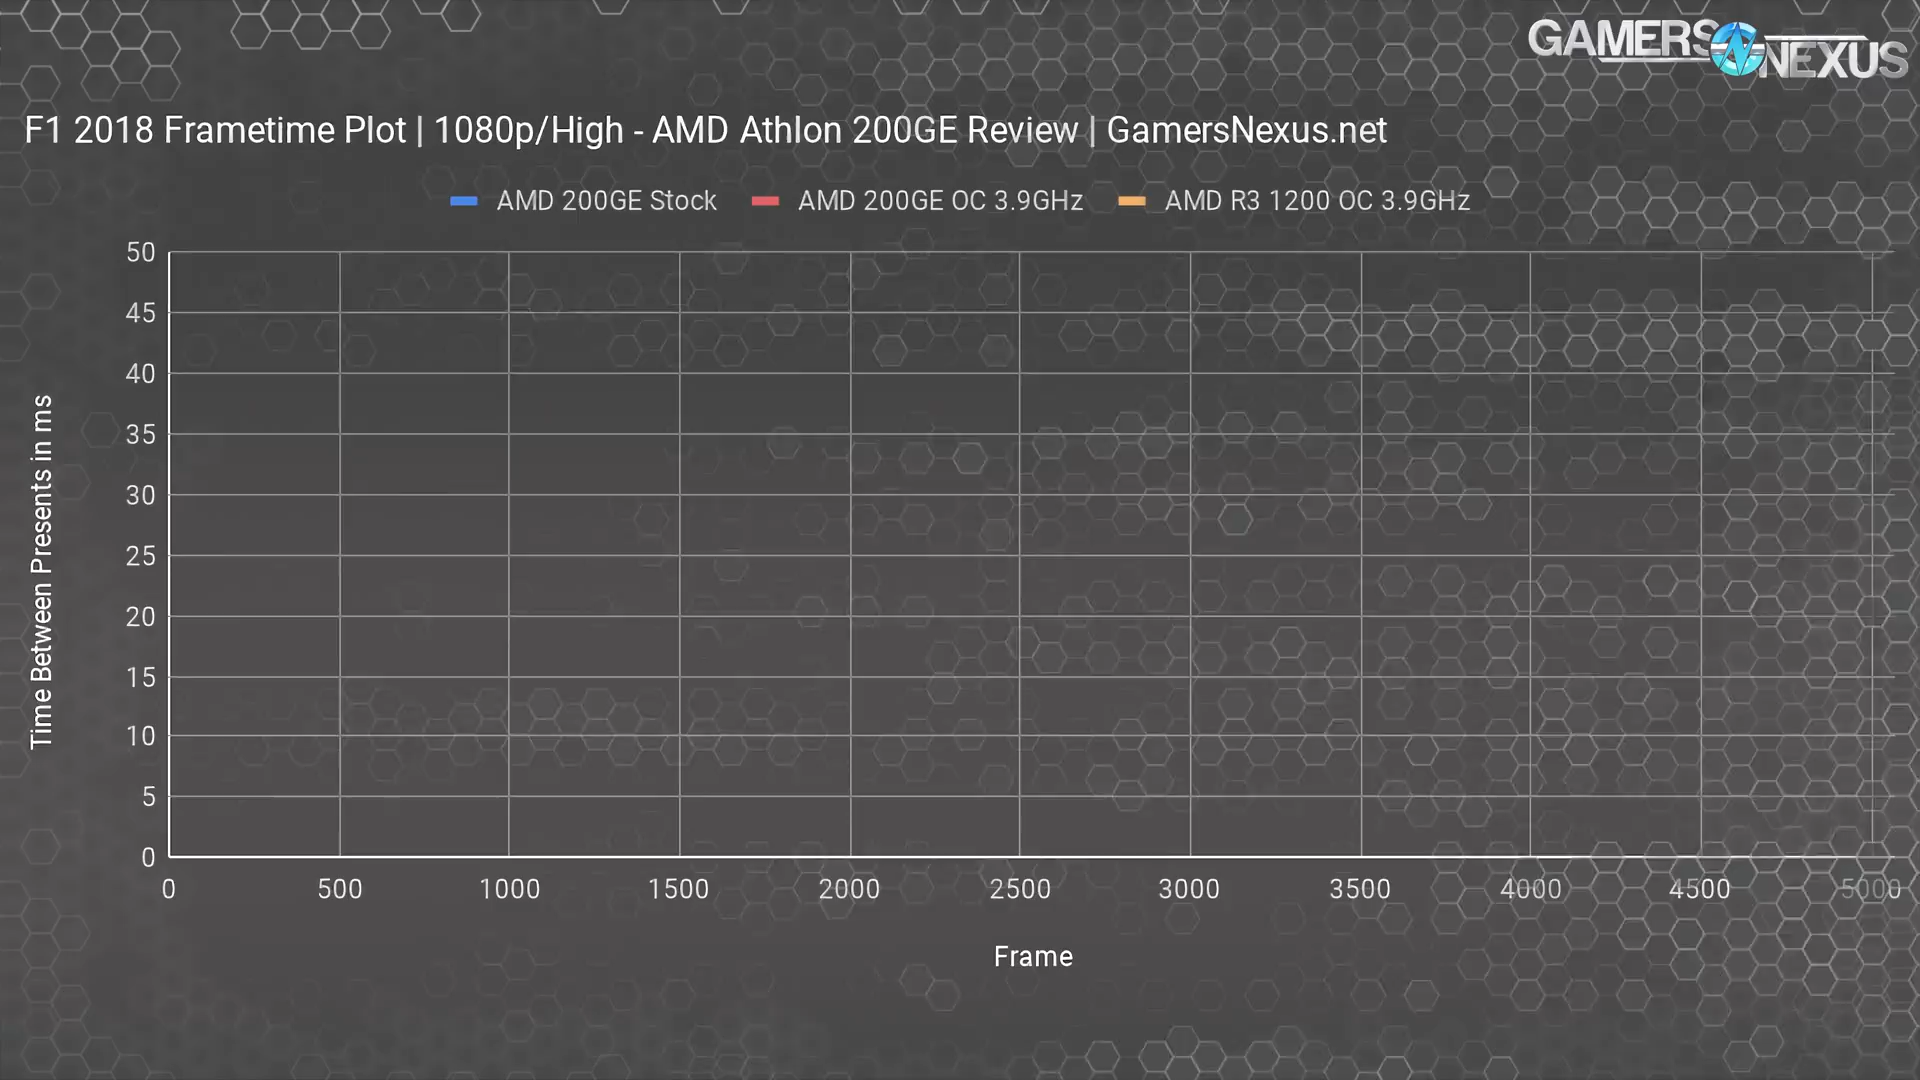 GAMERS NEXUS
F1 2018 Frametime Plot | 1080p/High - AMD Athlon 200GE Review | GamersNexus.net
AMD 200GE Stock AMD 200GE OC 3.9GHz AMD R3 1200 OC 3.9GHz
Time Between Presents in ms
50
45
40
35
30
25
20
15
10
5
0
0 500 1000 1500 2000 2500 3000 3500 4000 4500 5000
Frame